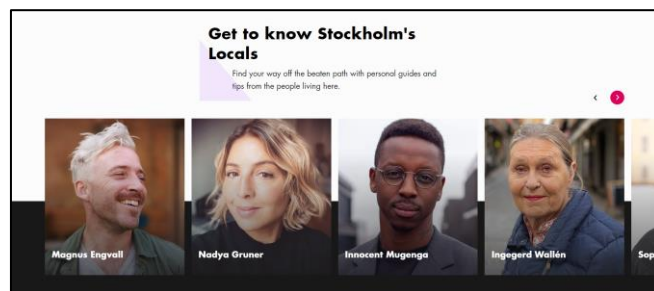 Get to know Stockholm's
Locals
Find your way off the beaten path with personal guides and
tips from the people living here.
Magnus Engvall
Nadya Gruner
Innocent Mugenga
Ingegerd Wallén
Sop